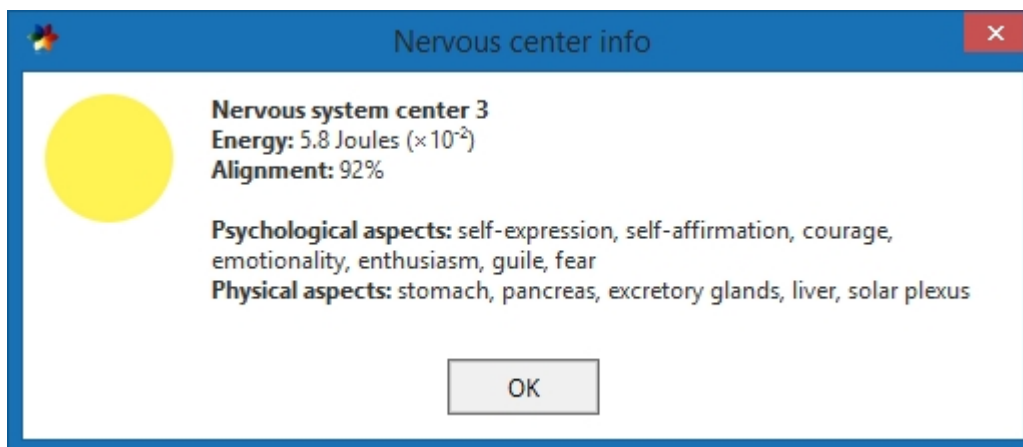 Nervous center info
Nervous system center 3
Energy: 5.8 Joules (×10⁻²)
Alignment: 92%
Psychological aspects: self-expression, self-affirmation, courage,
emotionality, enthusiasm, guile, fear
Physical aspects: stomach, pancreas, excretory glands, liver, solar plexus
OK